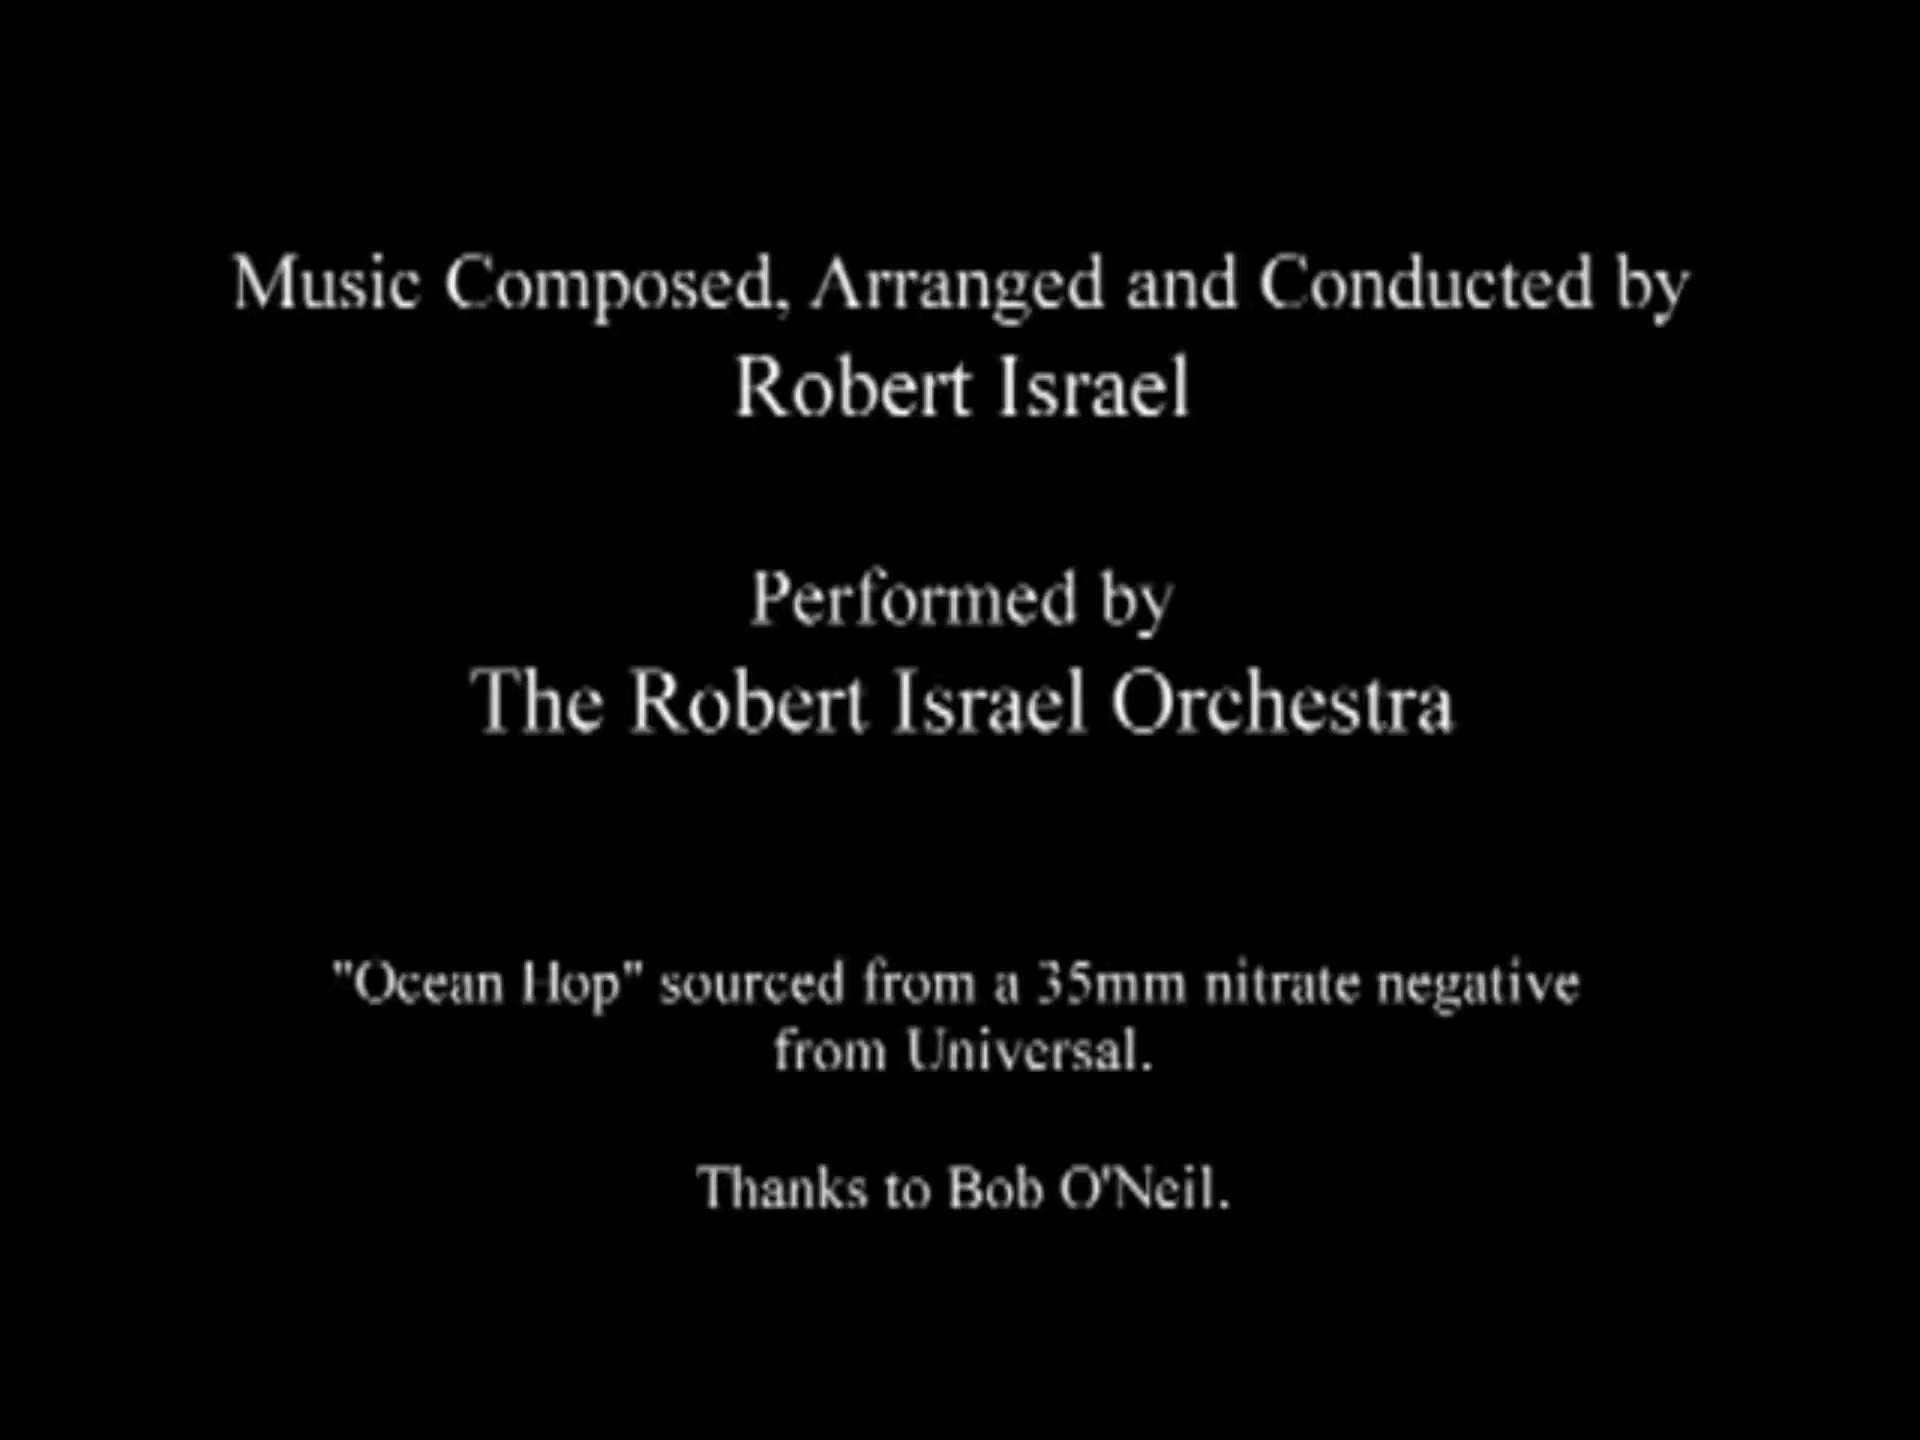 Music Composed, Arranged and Conducted by
Robert Israel
Performed by
The Robert Israel Orchestra
"Ocean Hop" sourced from a 35mm nitrate negative
from Universal.
Thanks to Bob O'Neil.